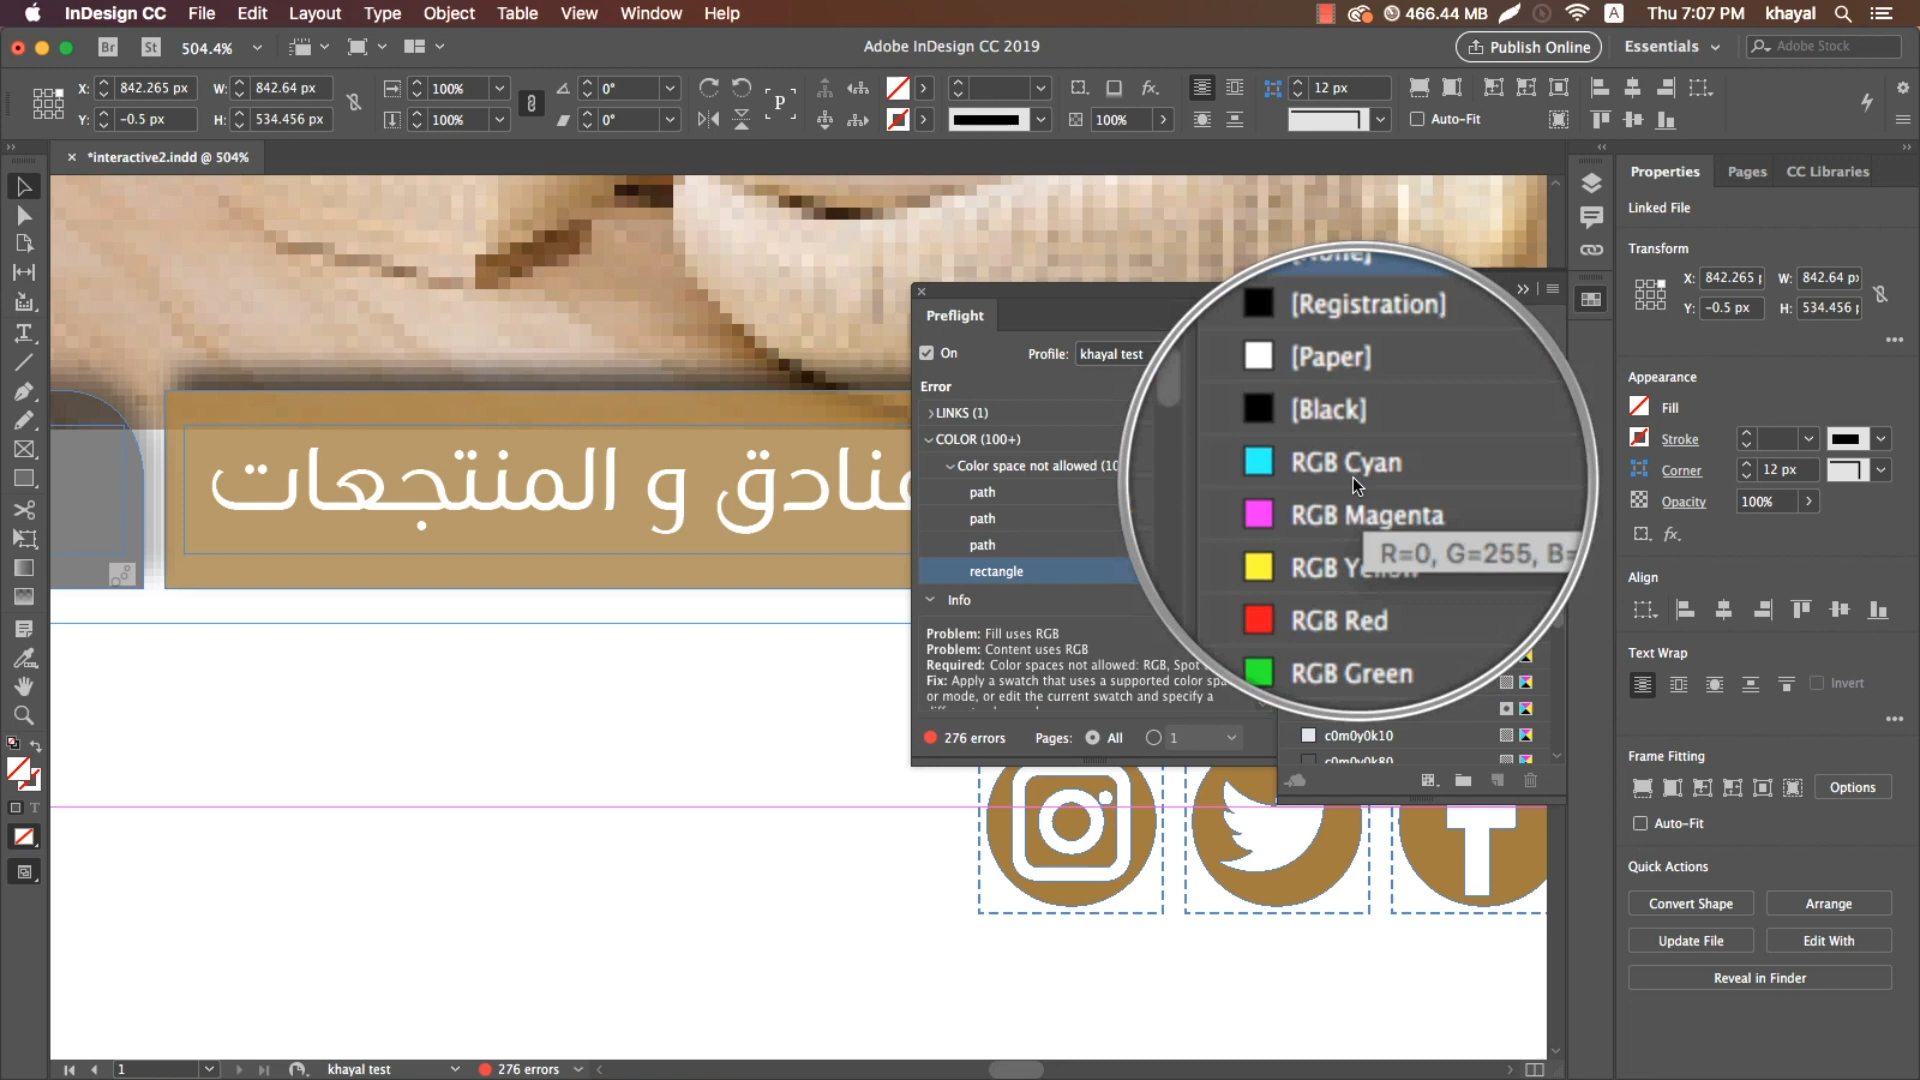 InDesign CC File Edit Layout Type Object Table View Window Help 466.44 MB A Thu 7:07 PM khayal
Br St 504.4% Adobe InDesign CC 2019 Publish Online Essentials Adobe Stock
X: 842.265 px W: 842.64 px 100% 0° P fx. 12 px
Y: -0.5 px H: 534.456 px 100% 0° 100% Auto-Fit
*interactive2.indd @ 504%
Properties Pages CC Libraries
Linked File
Transform
X: 842.265 W: 842.64 px
Y: -0.5 px H: 534.456
Appearance
Fill
Stroke
Corner 12 px
Opacity 100%
fx.
Align
Text Wrap
Invert
Frame Fitting
Options
Auto-Fit
Quick Actions
Convert Shape Arrange
Update File Edit With
Reveal in Finder
Preflight
On Profile: khayal test
Error
LINKS (1)
COLOR (100+)
Color space not allowed (10
path
path
path
rectangle
Info
Problem: Fill uses RGB
Problem: Content uses RGB
Required: Color spaces not allowed: RGB, Spot
Fix: Apply a swatch that uses a supported color spa
or mode, or edit the current swatch and specify a
276 errors Pages: All 1
[None]
[Registration]
[Paper]
[Black]
RGB Cyan
RGB Magenta
R=0, G=255, B=
RGB Yellow
RGB Red
RGB Green
c0m0y0k10
c0m0y0k80
فنادق و المنتجعات
T
1 khayal test 276 errors